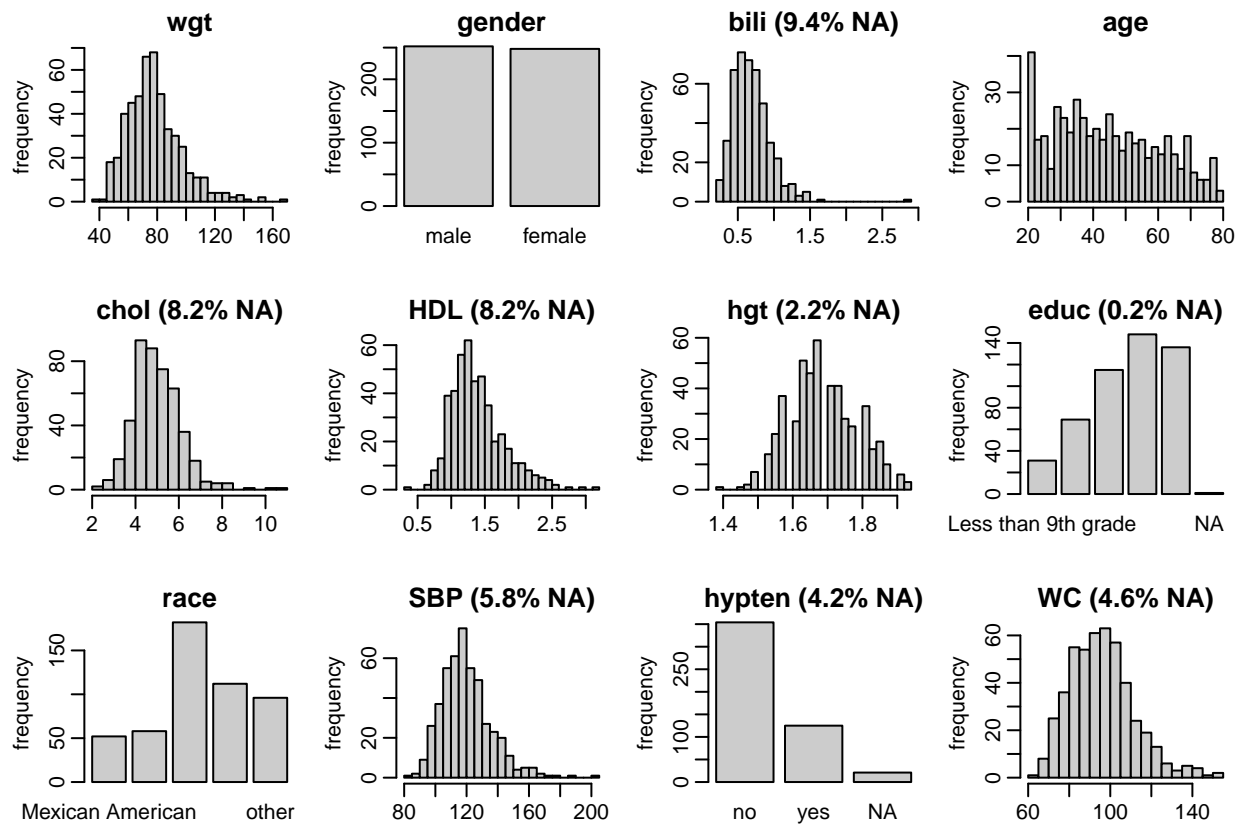 wgt
frequency
0 20 40 60
40 80 120 160
gender
frequency
0 100 250
male female
bili (9.4% NA)
frequency
0 20 60
0.5 1.5 2.5
age
frequency
0 10 30
20 40 60 80
chol (8.2% NA)
frequency
0 40 80
2 4 6 8 10
HDL (8.2% NA)
frequency
0 20 40 60
0.5 1.5 2.5
hgt (2.2% NA)
frequency
0 20 40 60
1.4 1.6 1.8
educ (0.2% NA)
frequency
0 40 80 140
Less than 9th grade NA
race
frequency
0 50 150
Mexican American other
SBP (5.8% NA)
frequency
0 20 60
80 120 160 200
hypten (4.2% NA)
frequency
0 100 250
no yes NA
WC (4.6% NA)
frequency
0 20 40 60
60 100 140